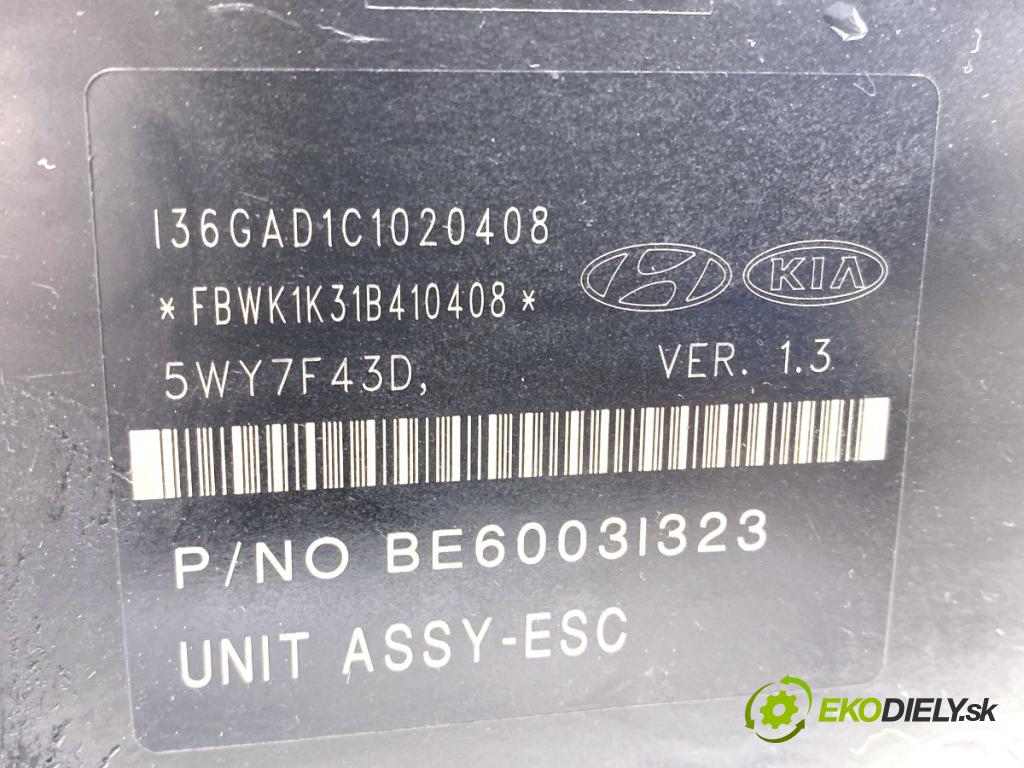 I36GAD1C1020408
*FBWK1K31B410408*
KIA
5WY7F43D,
VER. 1.3
P/NO BE6003I323
UNIT ASSY-ESC
EKODIELY.sk